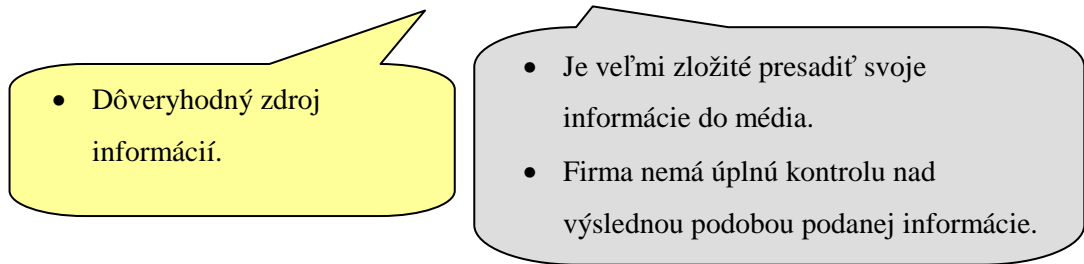 • Dôveryhodný zdroj
informácií.
• Je veľmi zložité presadiť svoje
informácie do média.
• Firma nemá úplnú kontrolu nad
výslednou podobou podanej informácie.